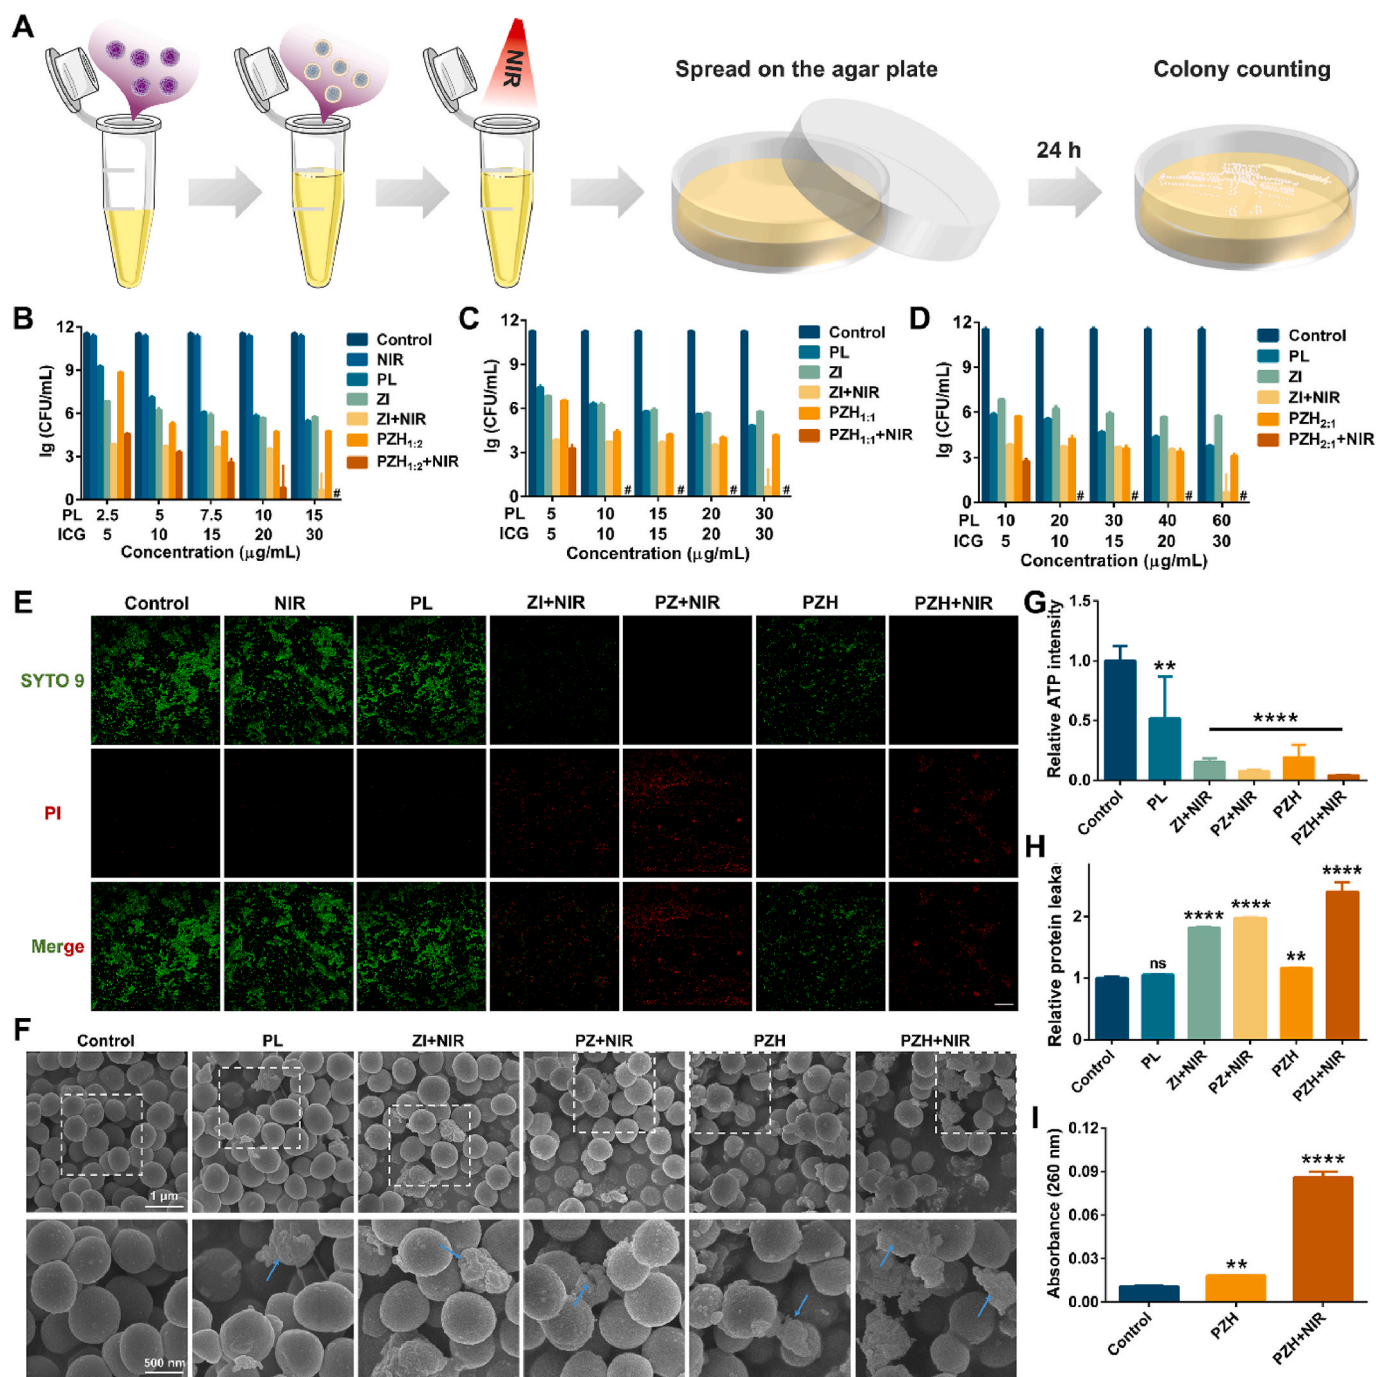 A
NIR
Spread on the agar plate
24 h
Colony counting
B
lg (CFU/mL)
12
9
6
3
0
PL 2.5 5 7.5 10 15
ICG 5 10 15 20 30
Concentration (μg/mL)
#
Control
NIR
PL
ZI
ZI+NIR
PZH1:2
PZH1:2+NIR
C
lg (CFU/mL)
12
9
6
3
0
# # # #
PL 5 10 15 20 30
ICG 5 10 15 20 30
Concentration (μg/mL)
Control
PL
ZI
ZI+NIR
PZH1:1
PZH1:1+NIR
D
lg (CFU/mL)
12
9
6
3
0
# # # #
PL 10 20 30 40 60
ICG 5 10 15 20 30
Concentration (μg/mL)
Control
PL
ZI
ZI+NIR
PZH2:1
PZH2:1+NIR
E
Control NIR PL ZI+NIR PZ+NIR PZH PZH+NIR
SYTO 9
PI
Merge
F
Control PL ZI+NIR PZ+NIR PZH PZH+NIR
1 μm
500 nm
G
Relative ATP intensity
1.5
1.0
0.5
0.0
**
****
Control PL ZI+NIR PZ+NIR PZH PZH+NIR
H
Relative protein leaka
2
1
0
ns
****
****
**
****
Control PL ZI+NIR PZ+NIR PZH PZH+NIR
I
Absorbance (260 nm)
0.12
0.09
0.06
0.03
0.00
**
****
Control PZH PZH+NIR